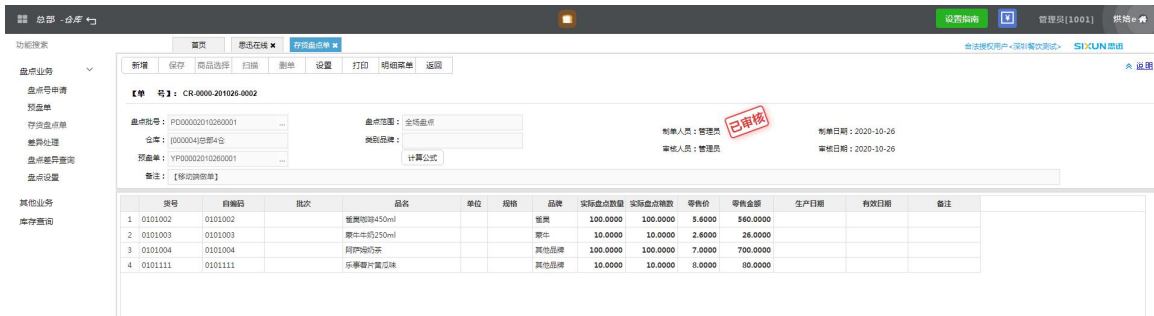 总部 -仓库 设置指南 ¥ 管理员[1001] 烘焙e
功能搜索 首页 思迅在线 × 存货盘点单 × 合法授权用户<深圳餐饮测试> SIXUN思迅
盘点业务 新增 保存 商品选择 扫描 删单 设置 打印 明细菜单 返回 说明
盘点号申请
预盘单
存货盘点单
差异处理
盘点差异查询
盘点设置
其他业务
库存查询
【单 号】: CR-0000-201026-0002
盘点批号: PD00002010260001 ... 盘点范围: 全场盘点
已审核
制单人员: 管理员 制单日期: 2020-10-26
仓库: [000004]总部4仓 类别品牌:
审核人员: 管理员 审核日期: 2020-10-26
预盘单: YP00002010260001 ... 计算公式
备注: 【移动端做单】
货号 自编码 批次 品名 单位 规格 品牌 实际盘点数量 实际盘点箱数 零售价 零售金额 生产日期 有效日期 备注
1 0101002 0101002 雀巢咖啡450ml 雀巢 100.0000 100.0000 5.6000 560.0000
2 0101003 0101003 蒙牛牛奶250ml 蒙牛 10.0000 10.0000 2.6000 26.0000
3 0101004 0101004 阿萨姆奶茶 其他品牌 100.0000 100.0000 7.0000 700.0000
4 0101111 0101111 乐事薯片黄瓜味 其他品牌 10.0000 10.0000 8.0000 80.0000